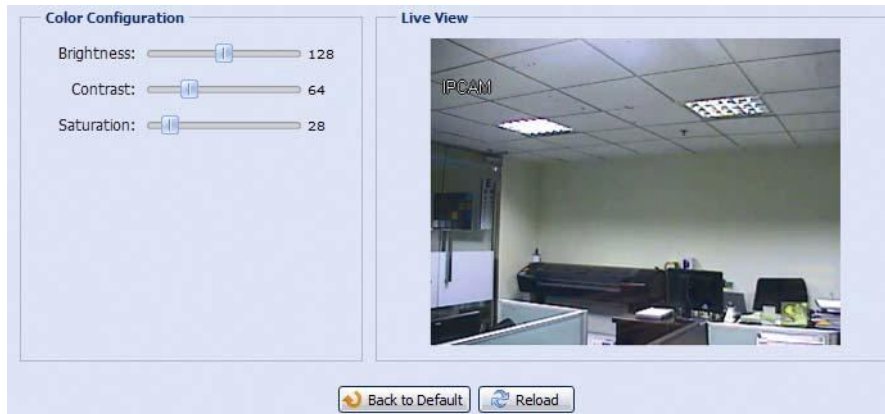 Color Configuration
Brightness: 128
Contrast: 64
Saturation: 28
Live View
IPCAM
Back to Default
Reload